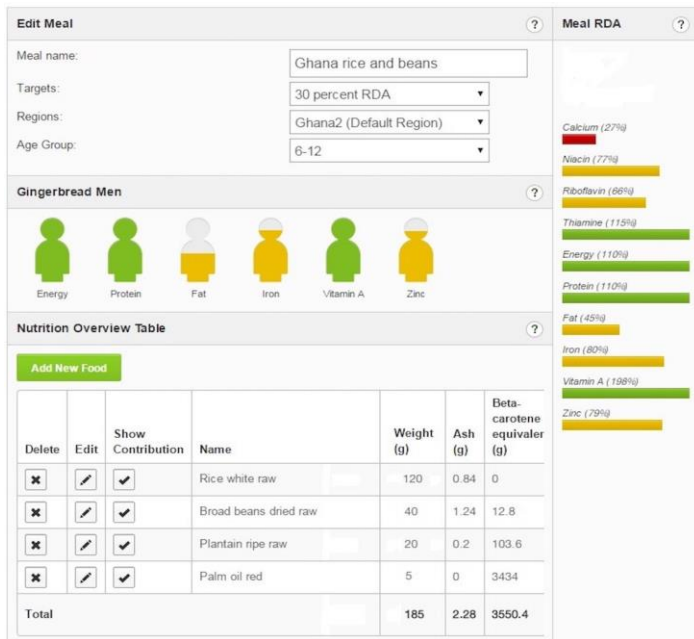 Edit Meal ?
Meal name: Ghana rice and beans
Targets: 30 percent RDA
Regions: Ghana2 (Default Region)
Age Group: 6-12
Gingerbread Men ?
Energy Protein Fat Iron Vitamin A Zinc
Nutrition Overview Table ?
Add New Food
Delete Edit Show Contribution Name Weight (g) Ash (g) Beta-carotene equivaler (g)
Rice white raw 120 0.84 0
Broad beans dried raw 40 1.24 12.8
Plantain ripe raw 20 0.2 103.6
Palm oil red 5 0 3434
Total 185 2.28 3550.4
Meal RDA ?
Calcium (27%)
Niacin (77%)
Riboflavin (66%)
Thiamine (115%)
Energy (110%)
Protein (110%)
Fat (45%)
Iron (80%)
Vitamin A (198%)
Zinc (79%)